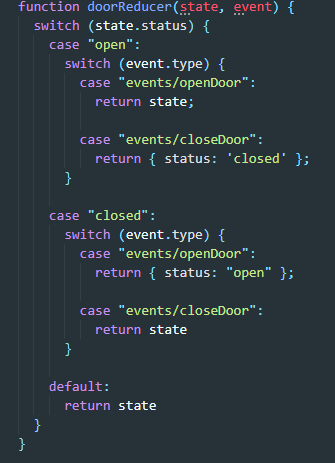 function doorReducer(state, event) {
  switch (state.status) {
    case "open":
      switch (event.type) {
        case "events/openDoor":
          return state;

        case "events/closeDoor":
          return { status: 'closed' };
      }

    case "closed":
      switch (event.type) {
        case "events/openDoor":
          return { status: "open" };

        case "events/closeDoor":
          return state
      }

    default:
      return state
  }
}